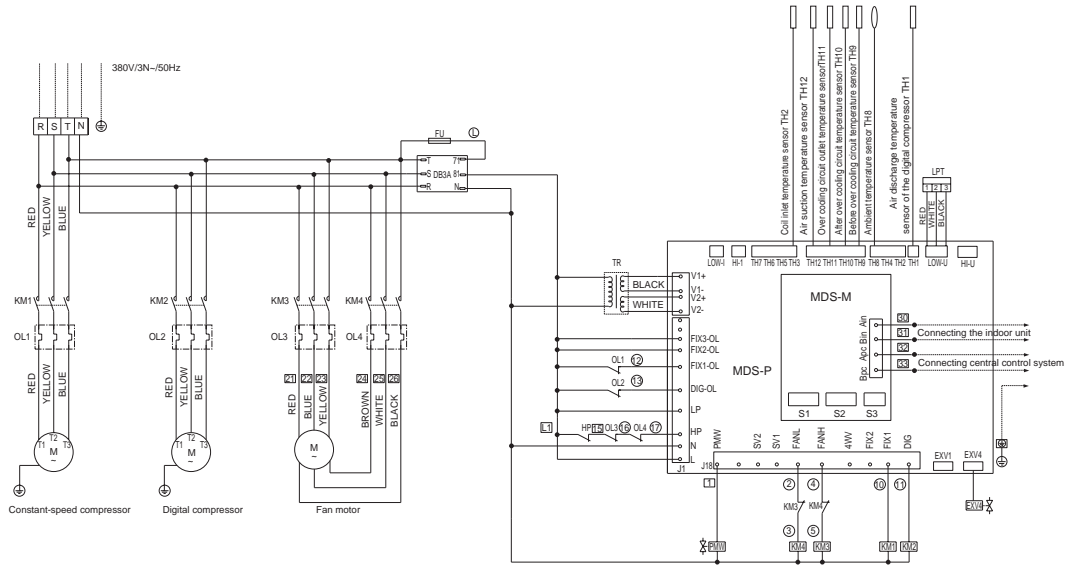 380V/3N~/50Hz
R S T N
FU L
T 71
S DB3A 81
R N
RED
YELLOW
BLUE
RED
YELLOW
BLUE
KM1
KM2
KM3
KM4
OL1
OL2
OL3
OL4
21 22 23 24 25 26
RED
YELLOW
BLUE
RED
YELLOW
BLUE
RED
BLUE
YELLOW
BROWN
WHITE
BLACK
T1 T2 T3
M
~
T1 T2 T3
M
~
M
~
Constant-speed compressor
Digital compressor
Fan motor
Coil inlet temperature sensor TH2
Air suction temperature sensor TH12
Over cooling circuit outlet temperature sensorTH11
After over cooling circuit temperature sensor TH10
Before over cooling circuit temperature sensor TH9
Ambient temperature sensor TH8
Air discharge temperature
sensor of the digital compressor TH1
LPT
1 2 3
RED
WHITE
BLACK
LOW-I
HI-1
TH7 TH6 TH5 TH3
TH12 TH11 TH10 TH9
TH8 TH4 TH2
TH1
LOW-U
HI-U
TR
BLACK
WHITE
V1+
V1-
V2+
V2-
FIX3-OL
FIX2-OL
FIX1-OL
DIG-OL
LP
HP
N
L
J1
OL1 12
OL2 13
L1
HP 15 OL3 16 OL4 17
MDS-M
MDS-P
Ain
Bin
Apc
Bpc
30
31
32
33
Connecting the indoor unit
Connecting central control system
S1 S2 S3
PMW
SV2
SV1
FANL
FANH
4WV
FIX2
FIX1
DIG
J18
EXV1
EXV4
EXV4
1
2
4
10
11
KM3
KM4
3
5
PMW
KM4
KM3
KM1
KM2